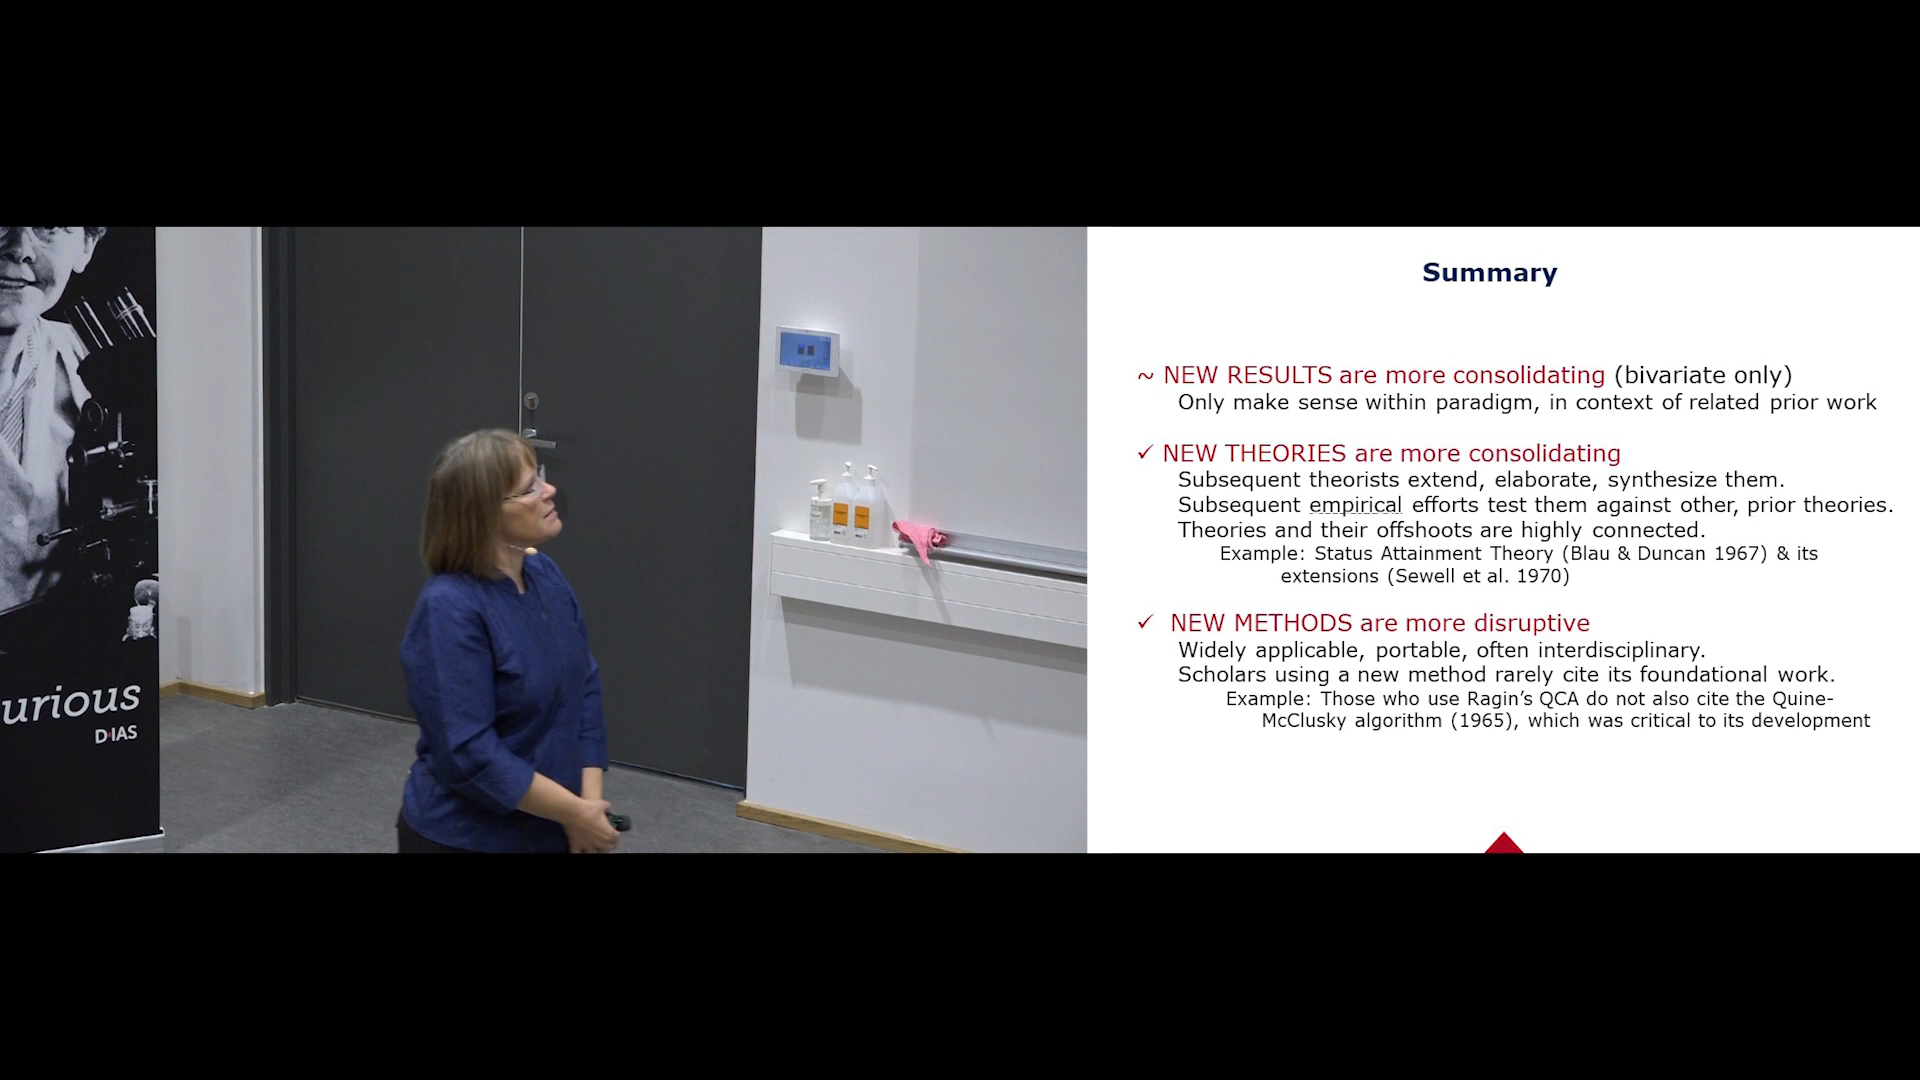 urious
D·IAS
Summary
~ NEW RESULTS are more consolidating (bivariate only)
Only make sense within paradigm, in context of related prior work
✓ NEW THEORIES are more consolidating
Subsequent theorists extend, elaborate, synthesize them.
Subsequent empirical efforts test them against other, prior theories.
Theories and their offshoots are highly connected.
Example: Status Attainment Theory (Blau & Duncan 1967) & its
extensions (Sewell et al. 1970)
✓ NEW METHODS are more disruptive
Widely applicable, portable, often interdisciplinary.
Scholars using a new method rarely cite its foundational work.
Example: Those who use Ragin’s QCA do not also cite the Quine-
McClusky algorithm (1965), which was critical to its development